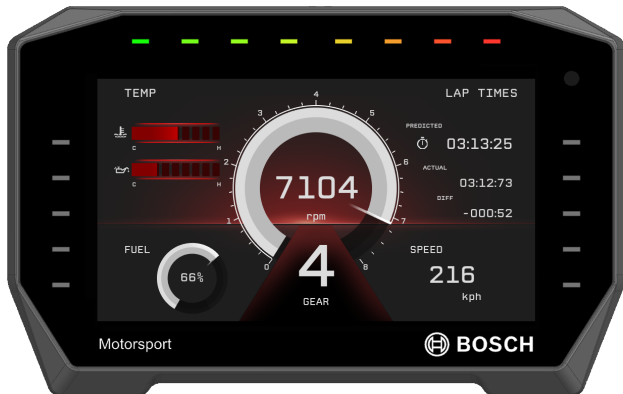 TEMP
LAP TIMES
C H
C H
PREDICTED
03:13:25
ACTUAL
03:12:73
DIFF
-000:52
0
1
2
3
4
5
6
7
8
7104
rpm
4
GEAR
FUEL
66%
SPEED
216
kph
Motorsport
BOSCH